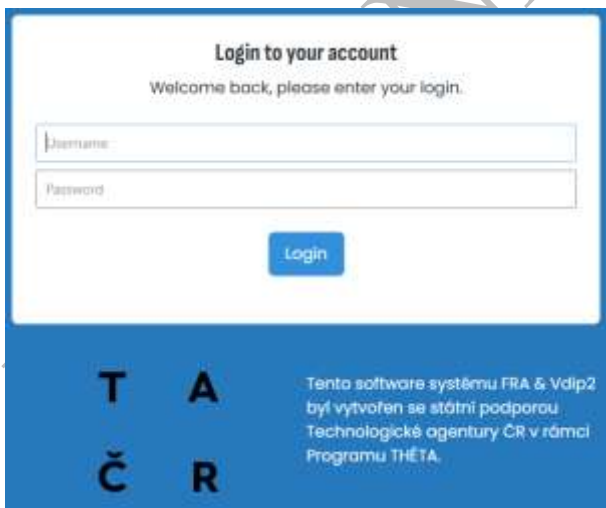 Login to your account
Welcome back, please enter your login.
Username
Password
Login
T A
Č R
Tento software systému FRA & Vdip2
byl vytvořen se státní podporou
Technologické agentury ČR v rámci
Programu THÉTA.